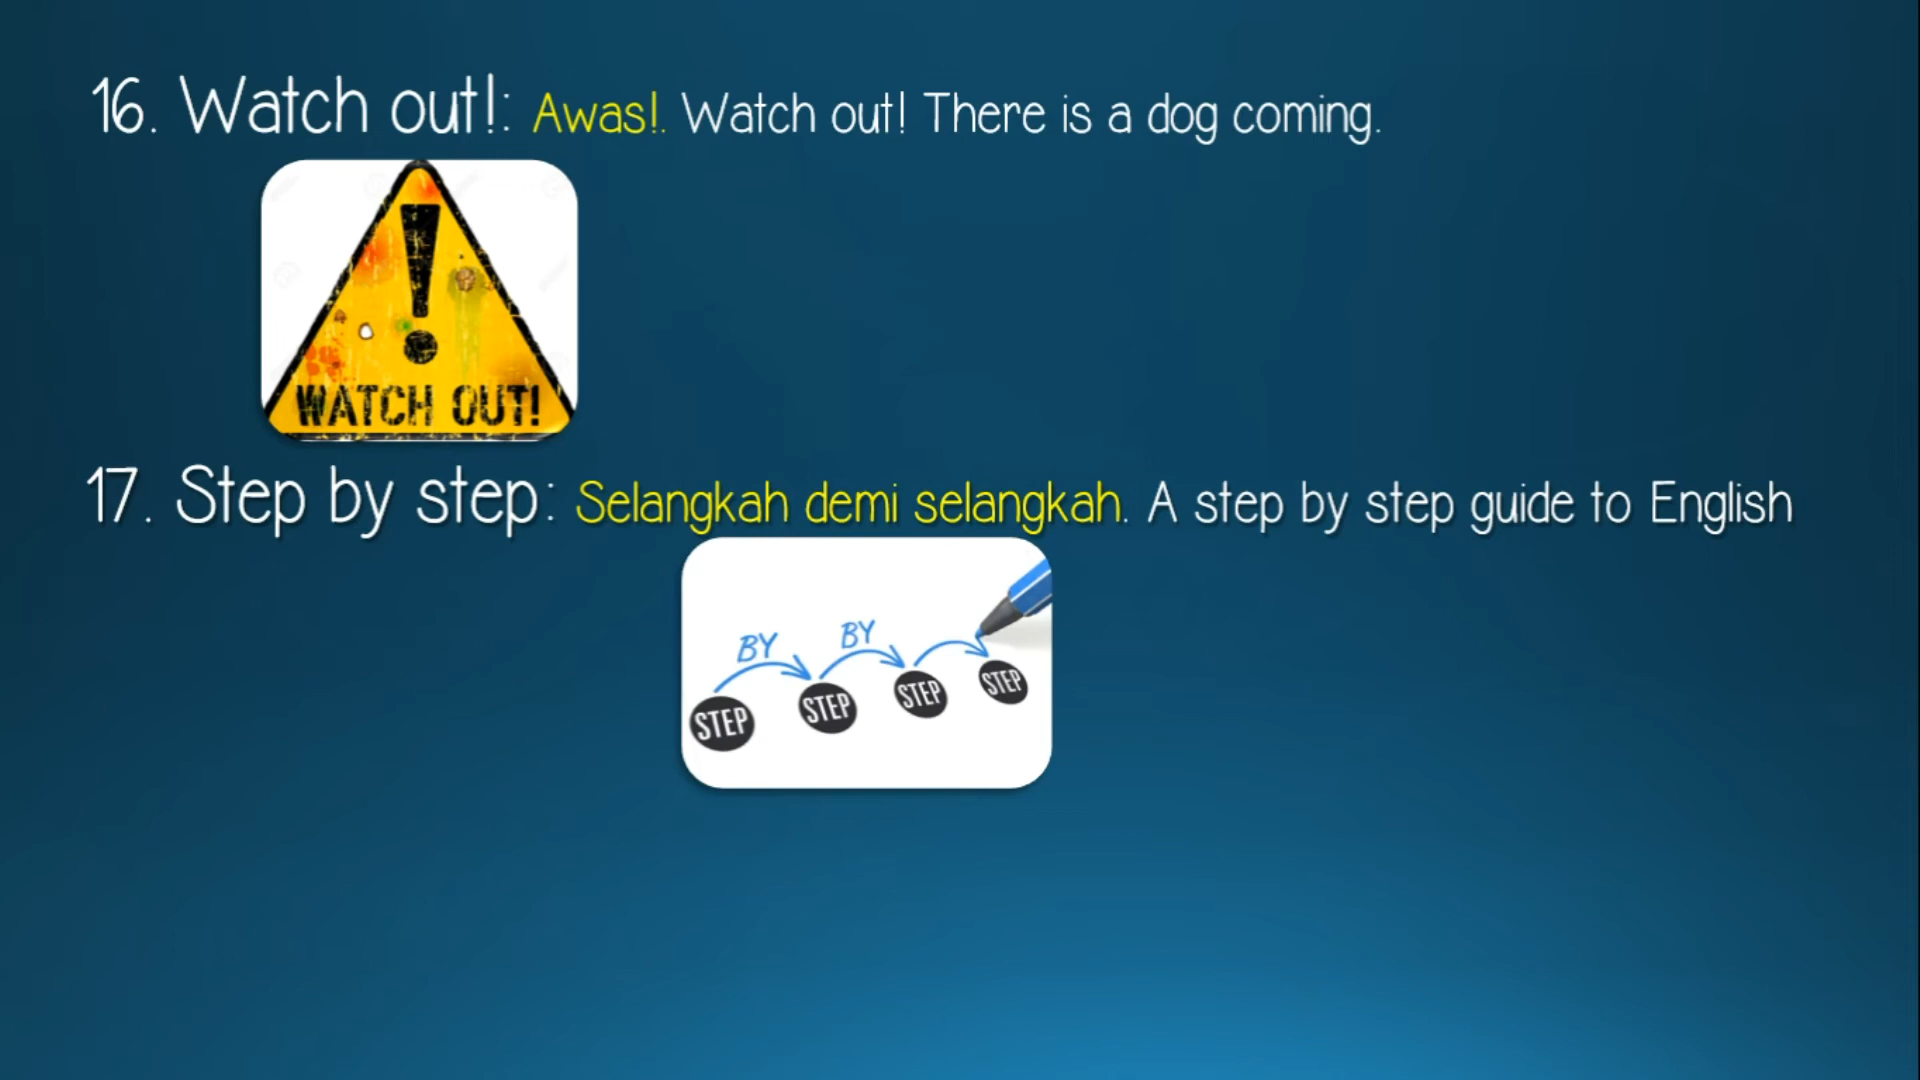 16. Watch out!: Awas!. Watch out! There is a dog coming.
WATCH OUT!
17. Step by step: Selangkah demi selangkah. A step by step guide to English
BY BY
STEP STEP STEP STEP